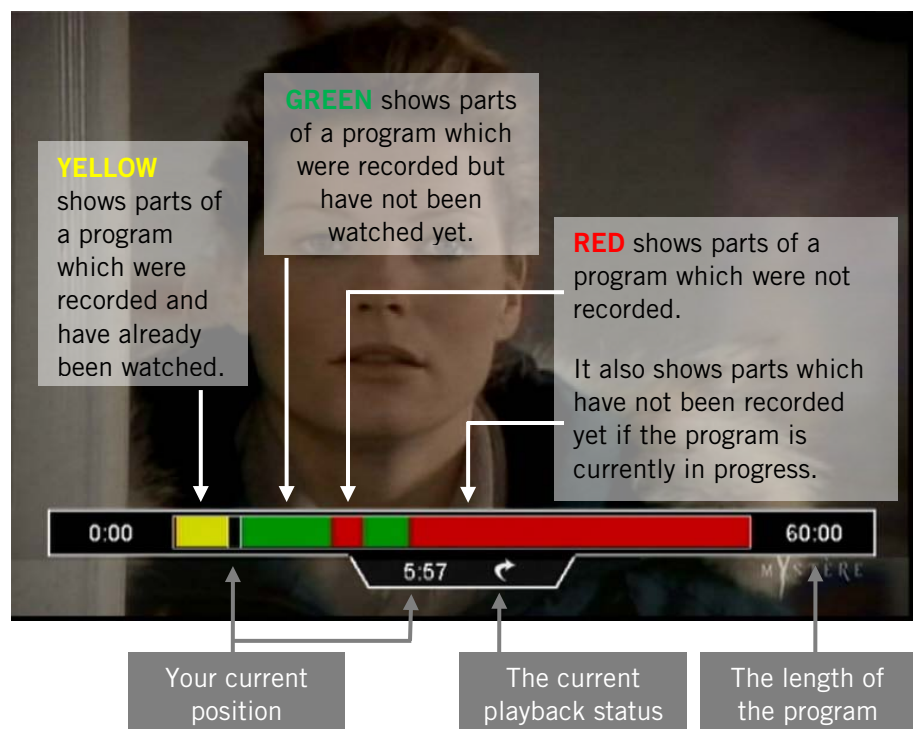 GREEN shows parts
of a program which
were recorded but
have not been
watched yet.
YELLOW
shows parts of
a program
which were
recorded and
have already
been watched.
RED shows parts of a
program which were not
recorded.
It also shows parts which
have not been recorded
yet if the program is
currently in progress.
0:00
60:00
5:57
MYSTÈRE
Your current
position
The current
playback status
The length of
the program